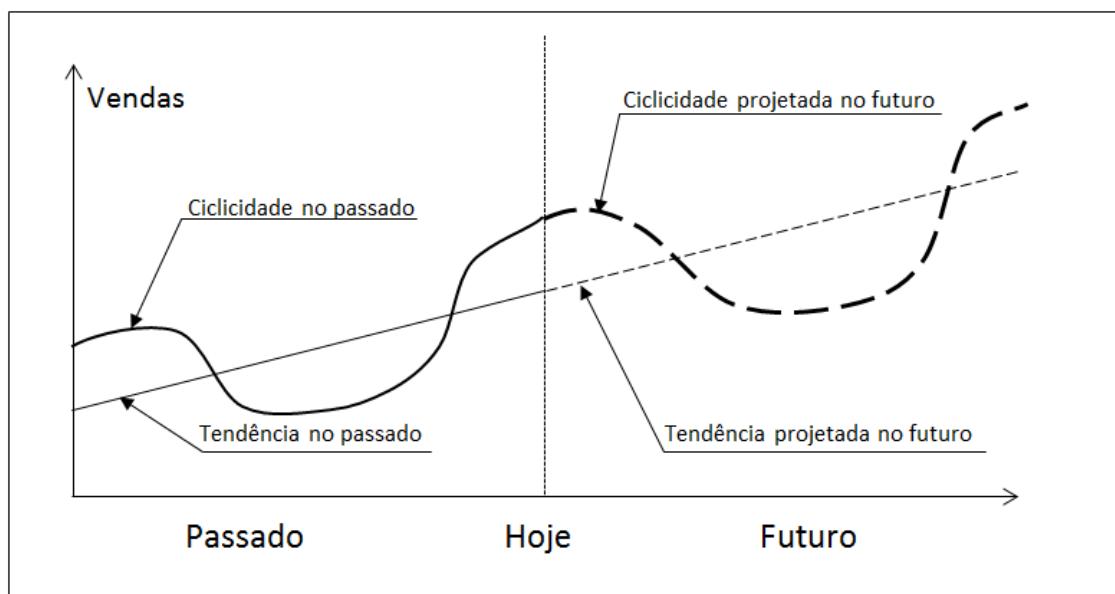 Vendas
Ciclicidade projetada no futuro
Ciclicidade no passado
Tendência no passado
Tendência projetada no futuro
Passado
Hoje
Futuro